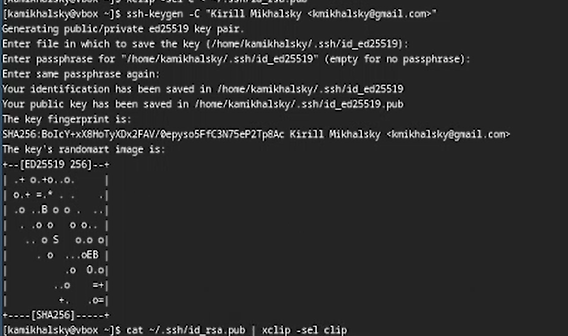 [kamikhalsky@vbox ~]$ ssh-keygen -C "Kirill Mikhalsky <kmikhalsky@gmail.com>"
Generating public/private ed25519 key pair.
Enter file in which to save the key (/home/kamikhalsky/.ssh/id_ed25519):
Enter passphrase for "/home/kamikhalsky/.ssh/id_ed25519" (empty for no passphrase):
Enter same passphrase again:
Your identification has been saved in /home/kamikhalsky/.ssh/id_ed25519
Your public key has been saved in /home/kamikhalsky/.ssh/id_ed25519.pub
The key fingerprint is:
SHA256:BoIcY+xX8HoTyXDx2FAV/0epyso5FfC3N75eP2Tp8Ac Kirill Mikhalsky <kmikhalsky@gmail.com>
The key's randomart image is:
+--[ED25519 256]--+
| .+ o.+o..o.     |
| o.+ =.* . .    .|
| .o ..B o o .  ..|
|  . .o o   o o.. |
|   .. o S   o.o o|
|     . o  ...oEB |
|          .o  O.o|
|         ..o   =+|
|         +.   .o=|
+----[SHA256]-----+
[kamikhalsky@vbox ~]$ cat ~/.ssh/id_rsa.pub | xclip -sel clip